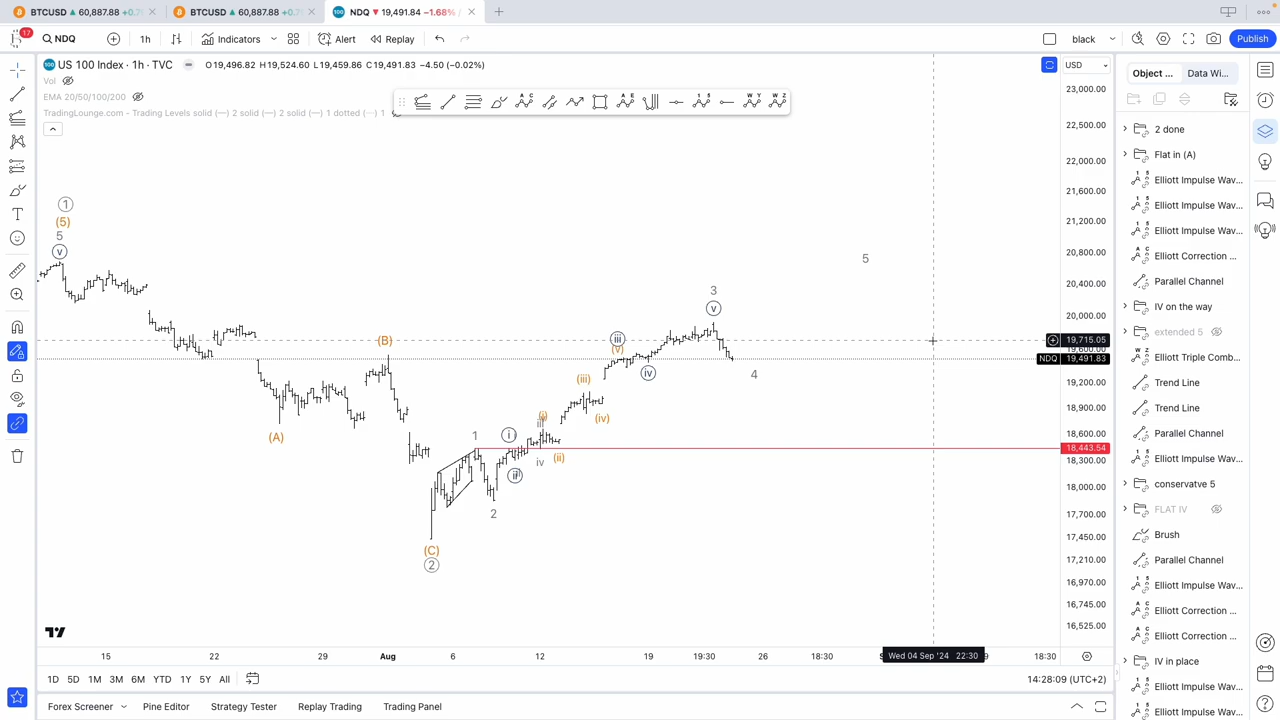 BTCUSD ▲ 60,887.88 +0.7
BTCUSD ▲ 60,887.88 +0.7
NDQ ▼ 19,491.84 −1.68%
17
NDQ
1h
Indicators
Alert
Replay
black
Publish
US 100 Index · 1h · TVC
O19,496.82 H19,524.60 L19,459.86 C19,491.83 −4.50 (−0.02%)
Vol
EMA 20/50/100/200
TradingLounge.com - Trading Levels solid (—) 2 solid (—) 2 solid (—) 1 dotted (—) 1
USD
23,000.00
22,500.00
22,000.00
21,600.00
21,200.00
20,800.00
20,400.00
20,000.00
19,715.05
19,600.00
NDQ 19,491.83
19,200.00
18,900.00
18,600.00
18,443.54
18,300.00
18,000.00
17,700.00
17,450.00
17,210.00
16,970.00
16,745.00
16,525.00
1
(5)
5
v
(A)
(B)
(C)
2
1
2
i
ii
(i)
iii
iv
(ii)
(iii)
(iv)
iii
(v)
iv
3
v
4
5
15
22
29
Aug
6
12
19
19:30
26
18:30
Wed 04 Sep '24 22:30
18:30
1D 5D 1M 3M 6M YTD 1Y 5Y All
14:28:09 (UTC+2)
Forex Screener
Pine Editor
Strategy Tester
Replay Trading
Trading Panel
Object ...
Data Wi...
2 done
Flat in (A)
Elliott Impulse Wav...
Elliott Impulse Wav...
Elliott Impulse Wav...
Elliott Correction ...
Parallel Channel
IV on the way
extended 5
Elliott Triple Comb...
Trend Line
Trend Line
Parallel Channel
Elliott Impulse Wav...
conservatve 5
FLAT IV
Brush
Parallel Channel
Elliott Impulse Wav...
Elliott Correction ...
Elliott Correction ...
IV in place
Elliott Impulse Wav...
Elliott Impulse Wav...